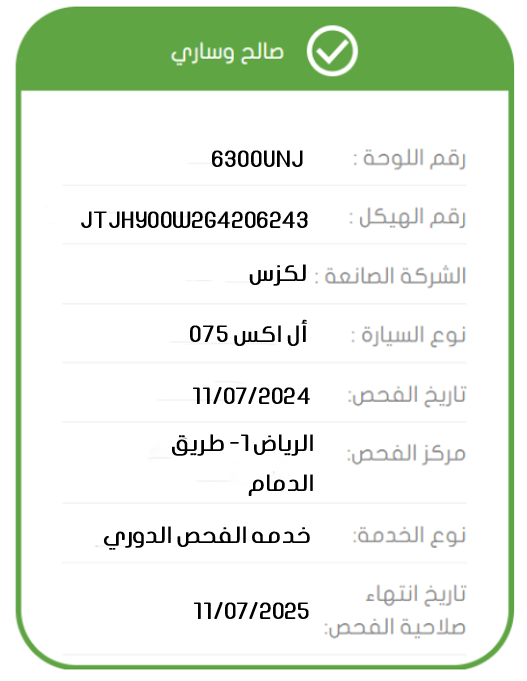 صالح وساري
رقم اللوحة : 6300UNJ
رقم الهيكل : JTJHY00W2G4206243
الشركة الصانعة : لكزس
نوع السيارة : أل اكس 075
تاريخ الفحص: 11/07/2024
مركز الفحص: الرياض1- طريق
الدمام
نوع الخدمة: خدمه الفحص الدوري
تاريخ انتهاء
صلاحية الفحص: 11/07/2025